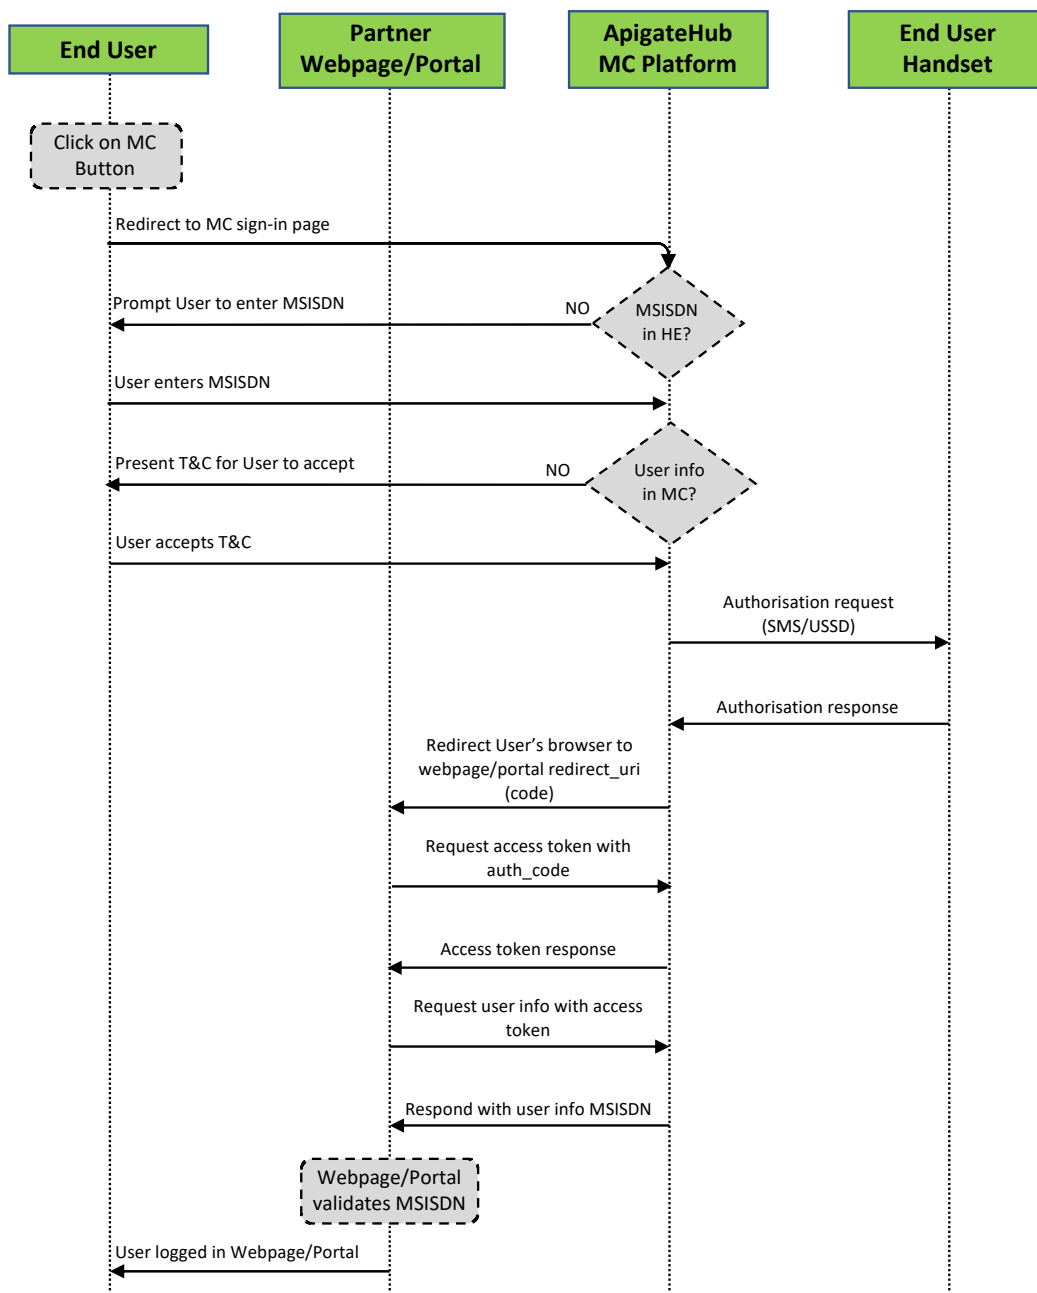 End User
Partner
Webpage/Portal
ApigateHub
MC Platform
End User
Handset
Click on MC
Button
Redirect to MC sign-in page
Prompt User to enter MSISDN
NO
MSISDN
in HE?
User enters MSISDN
Present T&C for User to accept
NO
User info
in MC?
User accepts T&C
Authorisation request
(SMS/USSD)
Authorisation response
Redirect User’s browser to
webpage/portal redirect_uri
(code)
Request access token with
auth_code
Access token response
Request user info with access
token
Respond with user info MSISDN
Webpage/Portal
validates MSISDN
User logged in Webpage/Portal